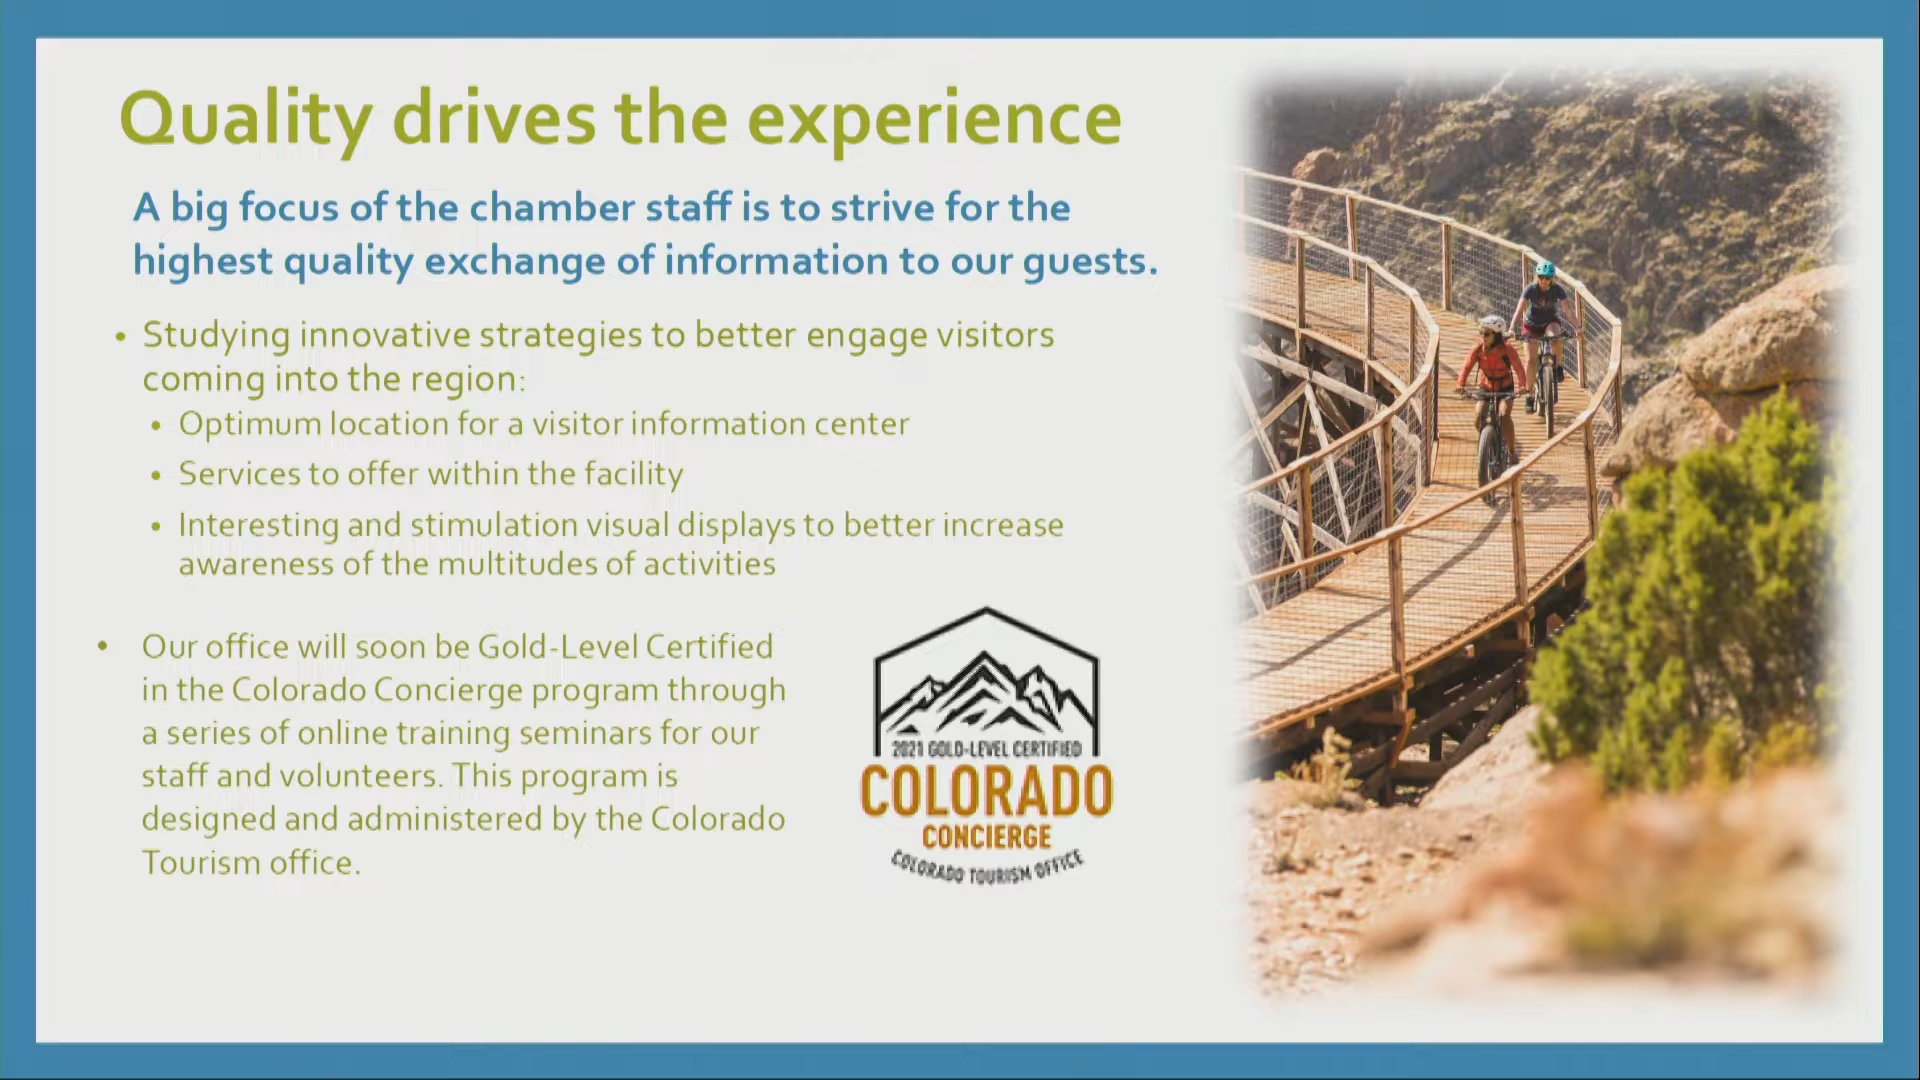 Quality drives the experience
A big focus of the chamber staff is to strive for the
highest quality exchange of information to our guests.
• Studying innovative strategies to better engage visitors
coming into the region:
• Optimum location for a visitor information center
• Services to offer within the facility
• Interesting and stimulation visual displays to better increase
awareness of the multitudes of activities
• Our office will soon be Gold-Level Certified
in the Colorado Concierge program through
a series of online training seminars for our
staff and volunteers. This program is
designed and administered by the Colorado
Tourism office.
2021 GOLD-LEVEL CERTIFIED
COLORADO
CONCIERGE
COLORADO TOURISM OFFICE